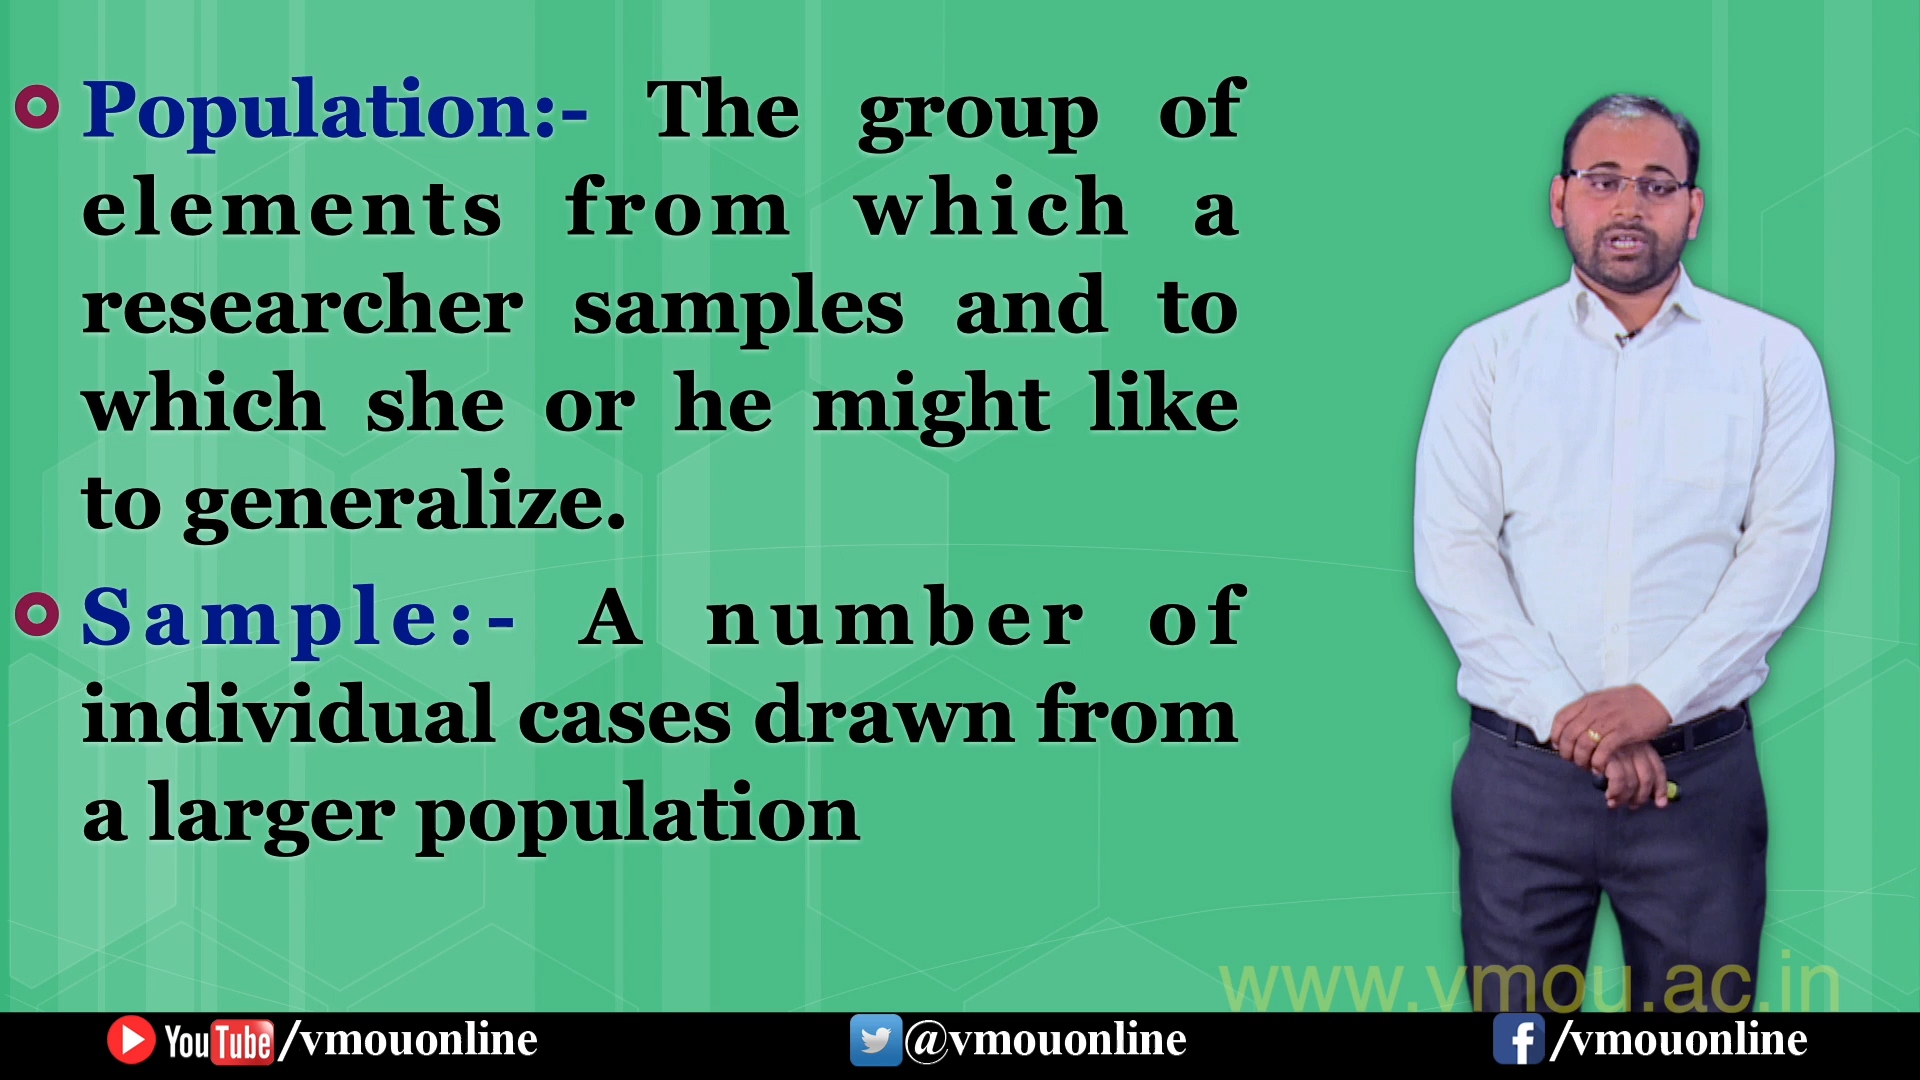 Population:- The group of
elements from which a
researcher samples and to
which she or he might like
to generalize.
Sample:- A number of
individual cases drawn from
a larger population
www.vmou.ac.in
YouTube/vmouonline
@vmouonline
f/vmouonline